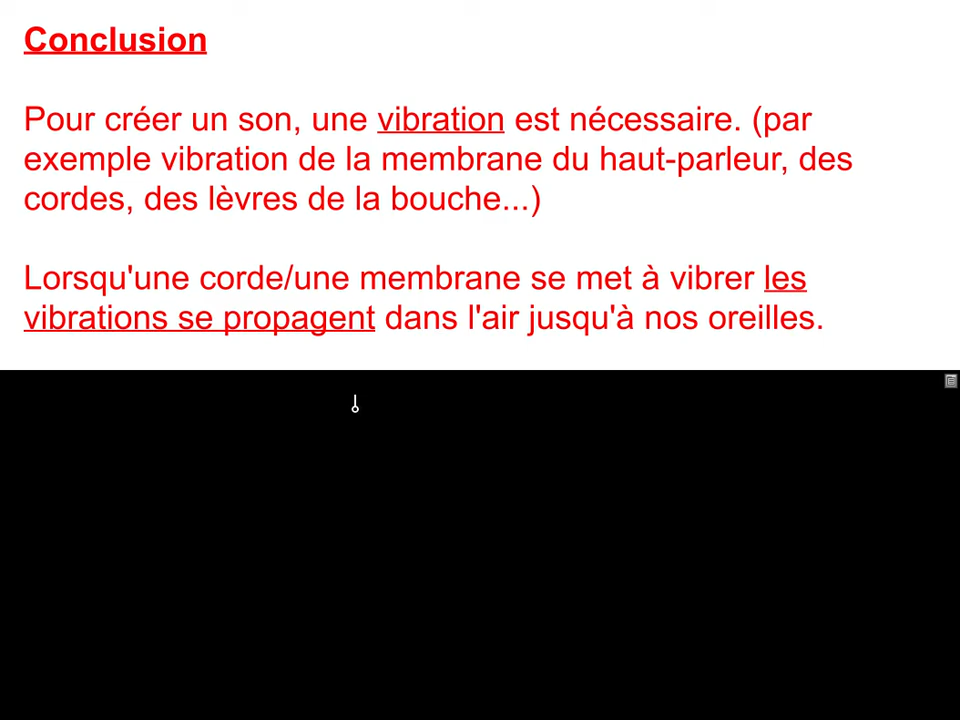 Conclusion
Pour créer un son, une vibration est nécessaire. (par
exemple vibration de la membrane du haut-parleur, des
cordes, des lèvres de la bouche...)
Lorsqu'une corde/une membrane se met à vibrer les
vibrations se propagent dans l'air jusqu'à nos oreilles.